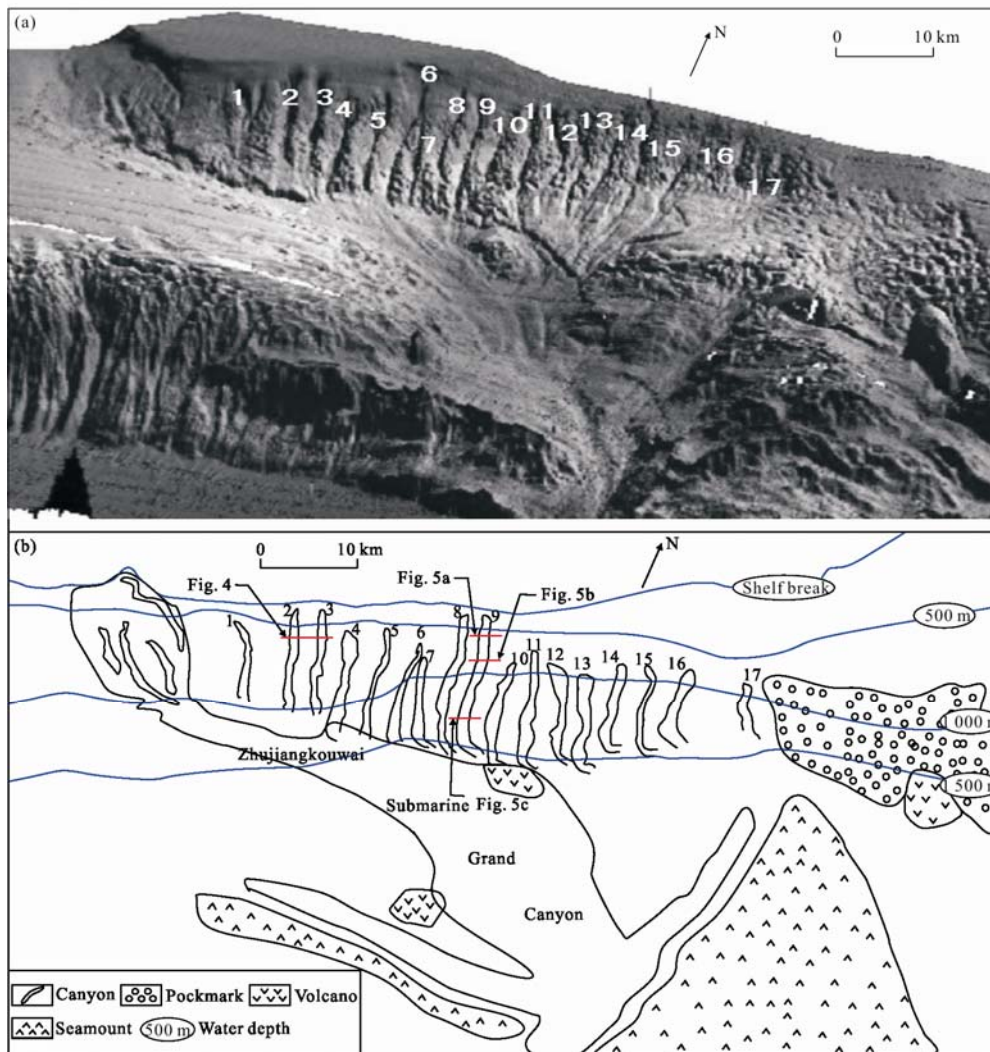 (a)
N
0 10 km
1 2 3 4 5 6 7 8 9 10 11 12 13 14 15 16 17
(b)
0 10 km
N
Fig. 4
Fig. 5a
Fig. 5b
Shelf break
500 m
1 2 3 4 5 6 7 8 9 10 11 12 13 14 15 16 17
000 m
500 m
Zhujiangkouwai
Submarine Fig. 5c
Grand
Canyon
Canyon Pockmark Volcano
Seamount 500 m Water depth